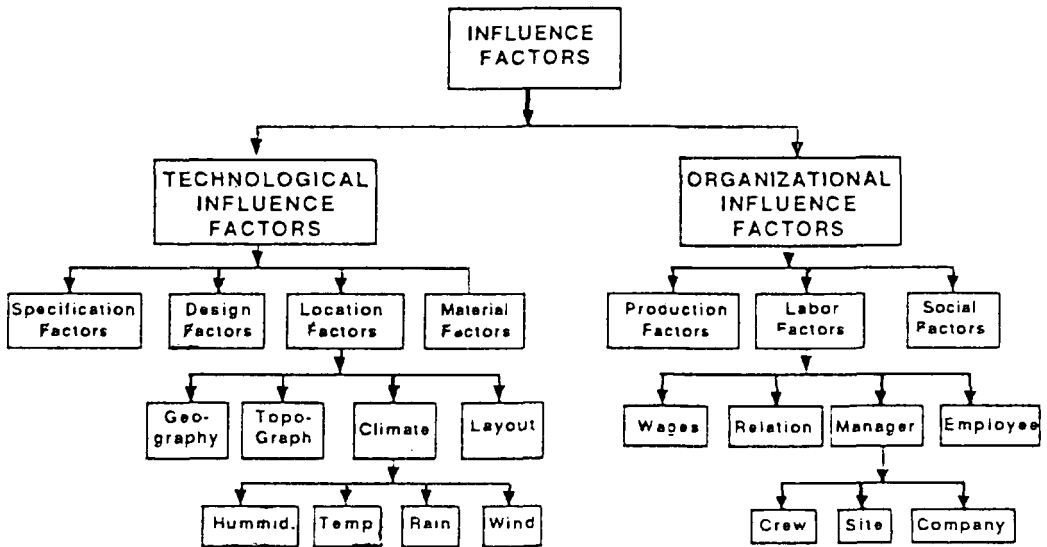 INFLUENCE
FACTORS
TECHNOLOGICAL
INFLUENCE
FACTORS
ORGANIZATIONAL
INFLUENCE
FACTORS
Specification
Factors
Design
Factors
Location
Factors
Material
Factors
Production
Factors
Labor
Factors
Social
Factors
Geo-
graphy
Topo-
Graph
Climate
Layout
Wages
Relation
Manager
Employee
Hummid.
Temp
Rain
Wind
Crew
Site
Company